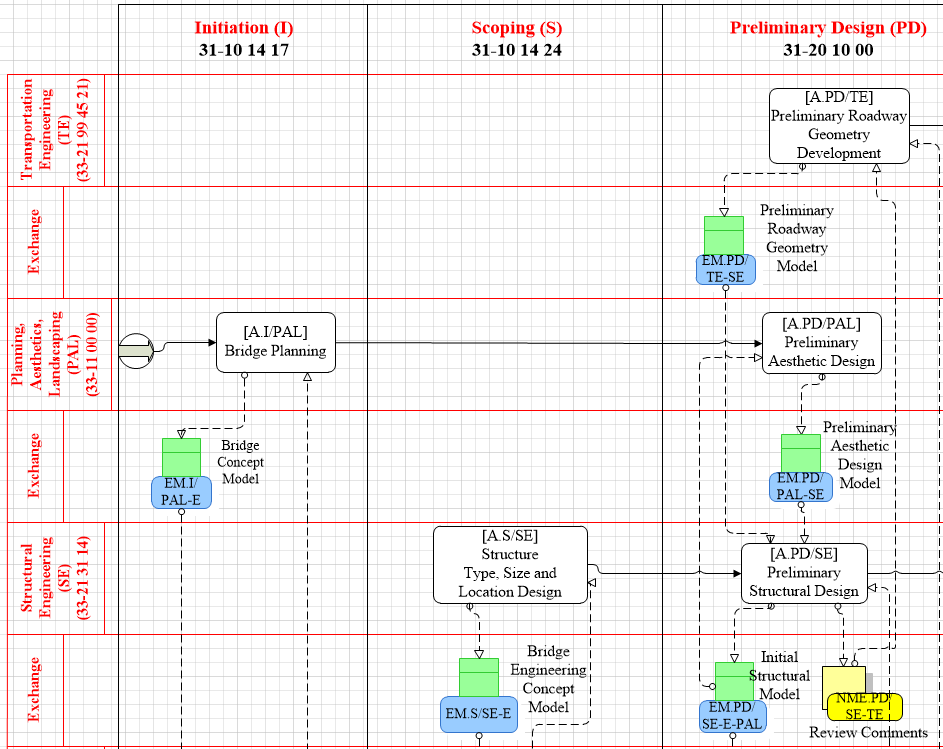 Initiation (I)
31-10 14 17
Scoping (S)
31-10 14 24
Preliminary Design (PD)
31-20 10 00
Transportation
Engineering
(TE)
(33-21 99 45 21)
[A.PD/TE]
Preliminary Roadway
Geometry
Development
Exchange
EM.PD/
TE-SE
Preliminary
Roadway
Geometry
Model
Planning,
Aesthetics,
Landscaping
(PAL)
(33-11 00 00)
[A.I/PAL]
Bridge Planning
[A.PD/PAL]
Preliminary
Aesthetic Design
Exchange
EM.I/
PAL-E
Bridge
Concept
Model
EM.PD/
PAL-SE
Preliminary
Aesthetic
Design
Model
Structural
Engineering
(SE)
(33-21 31 14)
[A.S/SE]
Structure
Type, Size and
Location Design
[A.PD/SE]
Preliminary
Structural Design
Exchange
EM.S/SE-E
Bridge
Engineering
Concept
Model
EM.PD/
SE-E-PAL
Initial
Structural
Model
NME.PD/
SE-TE
Review Comments